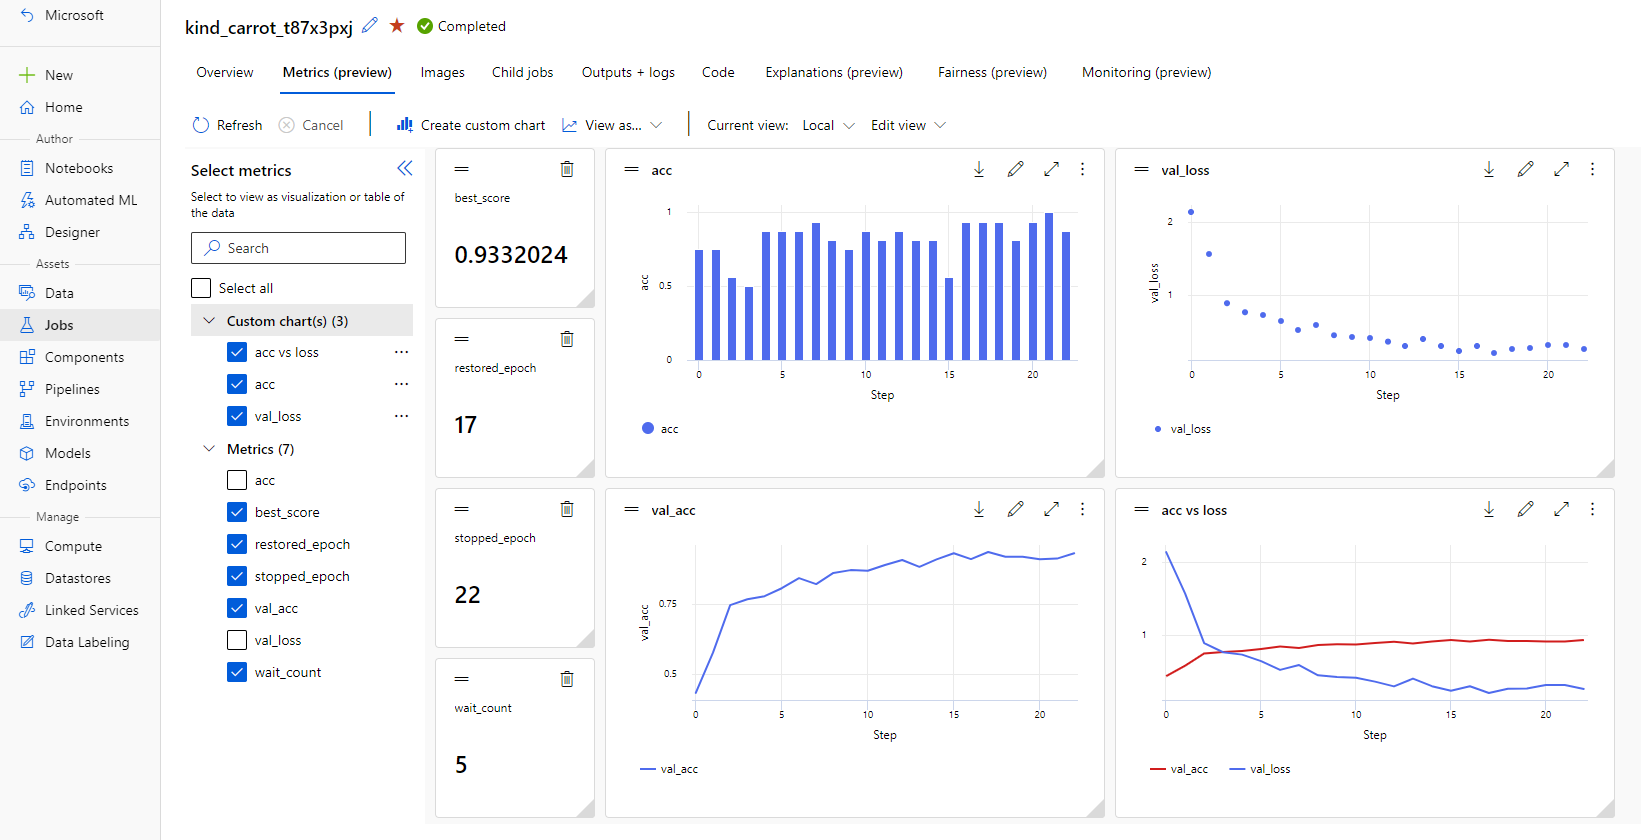 Microsoft
New
Home
Author
Notebooks
Automated ML
Designer
Assets
Data
Jobs
Components
Pipelines
Environments
Models
Endpoints
Manage
Compute
Datastores
Linked Services
Data Labeling
kind_carrot_t87x3pxj Completed
Overview Metrics (preview) Images Child jobs Outputs + logs Code Explanations (preview) Fairness (preview) Monitoring (preview)
Refresh Cancel Create custom chart View as... Current view: Local Edit view
Select metrics
Select to view as visualization or table of
the data
Search
Select all
Custom chart(s) (3)
acc vs loss
acc
val_loss
Metrics (7)
acc
best_score
restored_epoch
stopped_epoch
val_acc
val_loss
wait_count
best_score
0.9332024
restored_epoch
17
stopped_epoch
22
wait_count
5
acc
1
0.5
0
acc
0 5 10 15 20
Step
acc
val_loss
2
1
val_loss
0 5 10 15 20
Step
val_loss
val_acc
0.75
0.5
val_acc
0 5 10 15 20
Step
val_acc
acc vs loss
2
1
0 5 10 15 20
Step
val_acc val_loss